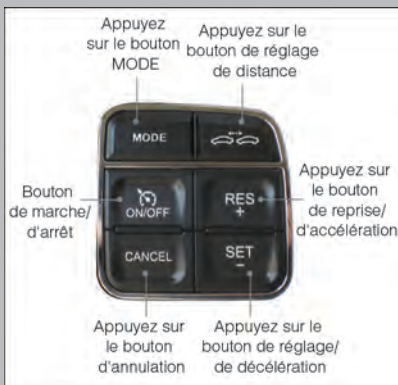 Appuyez
sur le bouton
MODE
Appuyez sur le
bouton de réglage
de distance
MODE
Bouton
de marche/
d'arrêt
ON/OFF
RES
+
Appuyez sur
le bouton
de reprise/
d'accélération
CANCEL
SET
-
Appuyez sur
le bouton
d'annulation
Appuyez sur le
bouton de réglage/
de décélération